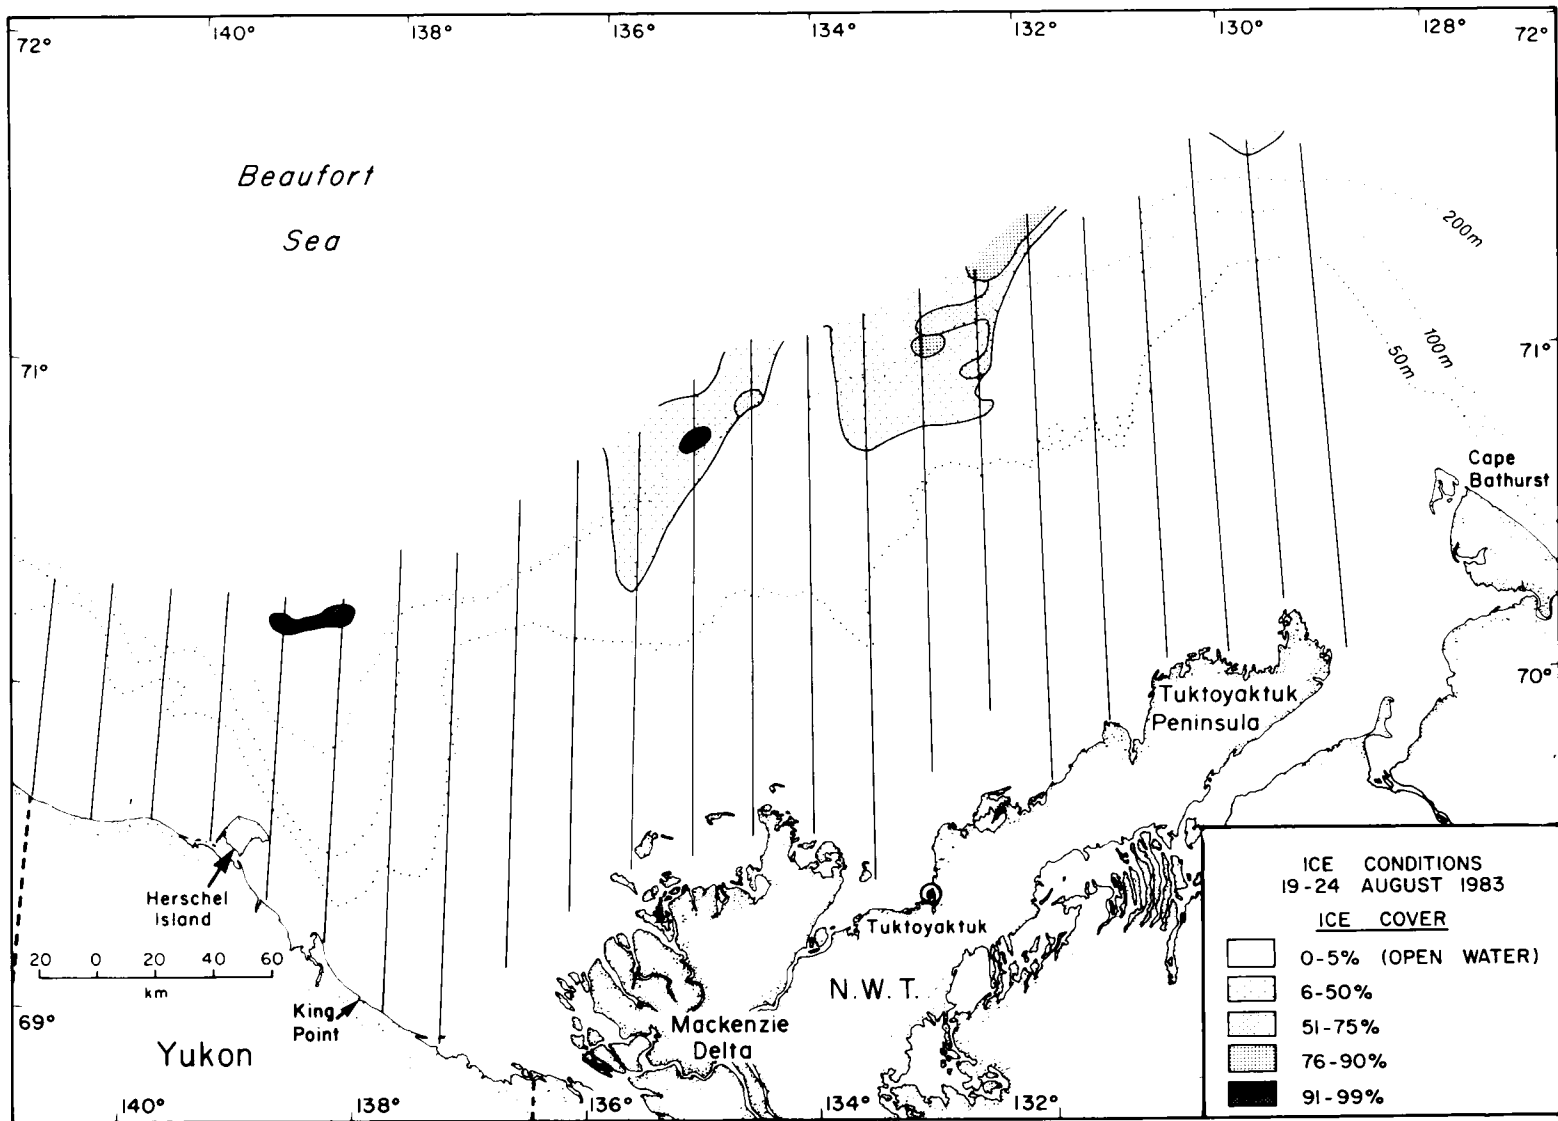 140° 138° 136° 134° 132° 130° 128°
72° 72°
Beaufort
Sea
200m
100m
50m
71° 71°
Cape
Bathurst
70°
Tuktoyaktuk
Peninsula
Herschel
Island
Tuktoyaktuk
20 0 20 40 60
km
N.W.T.
King
Point
69°
Mackenzie
Delta
Yukon
140° 138° 136° 134° 132°
ICE CONDITIONS
19-24 AUGUST 1983
ICE COVER
0-5% (OPEN WATER)
6-50%
51-75%
76-90%
91-99%